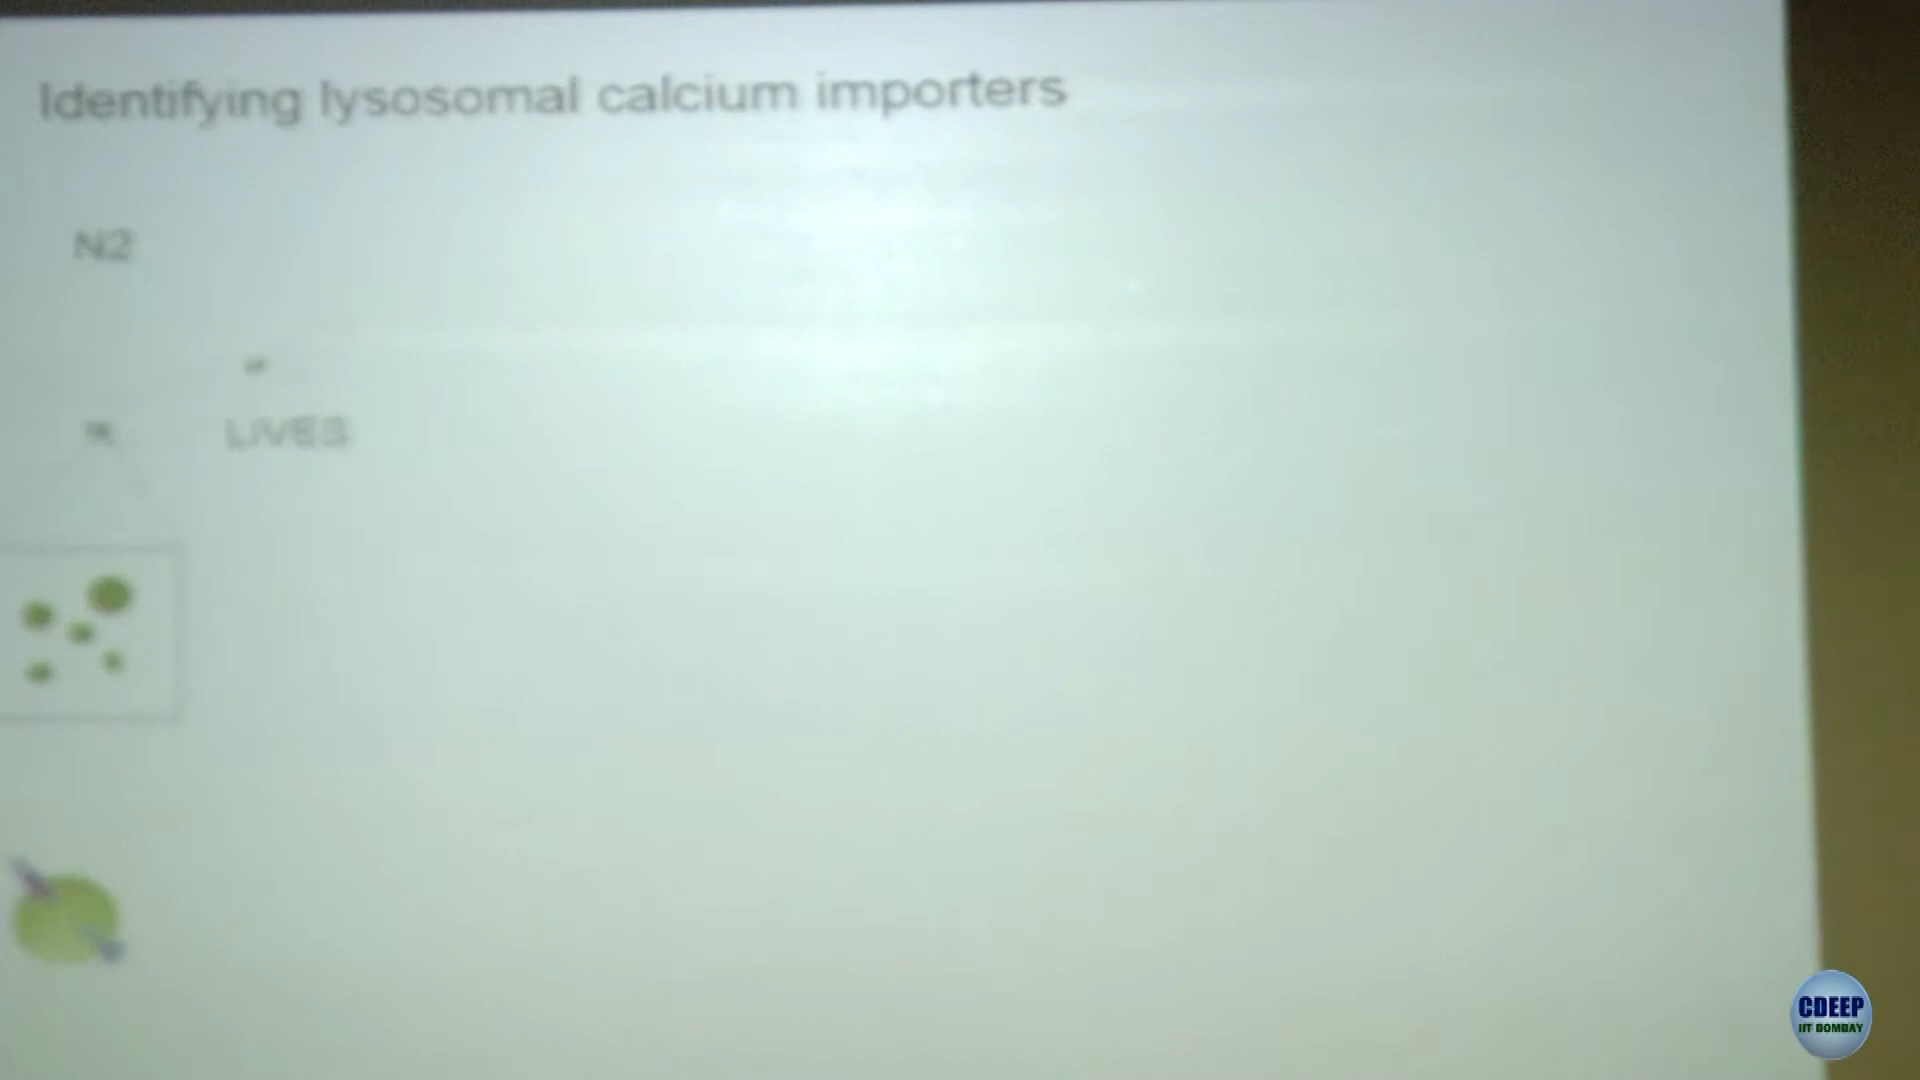 Identifying lysosomal calcium importers
N2
LIVES
CDEEP
IIT BOMBAY